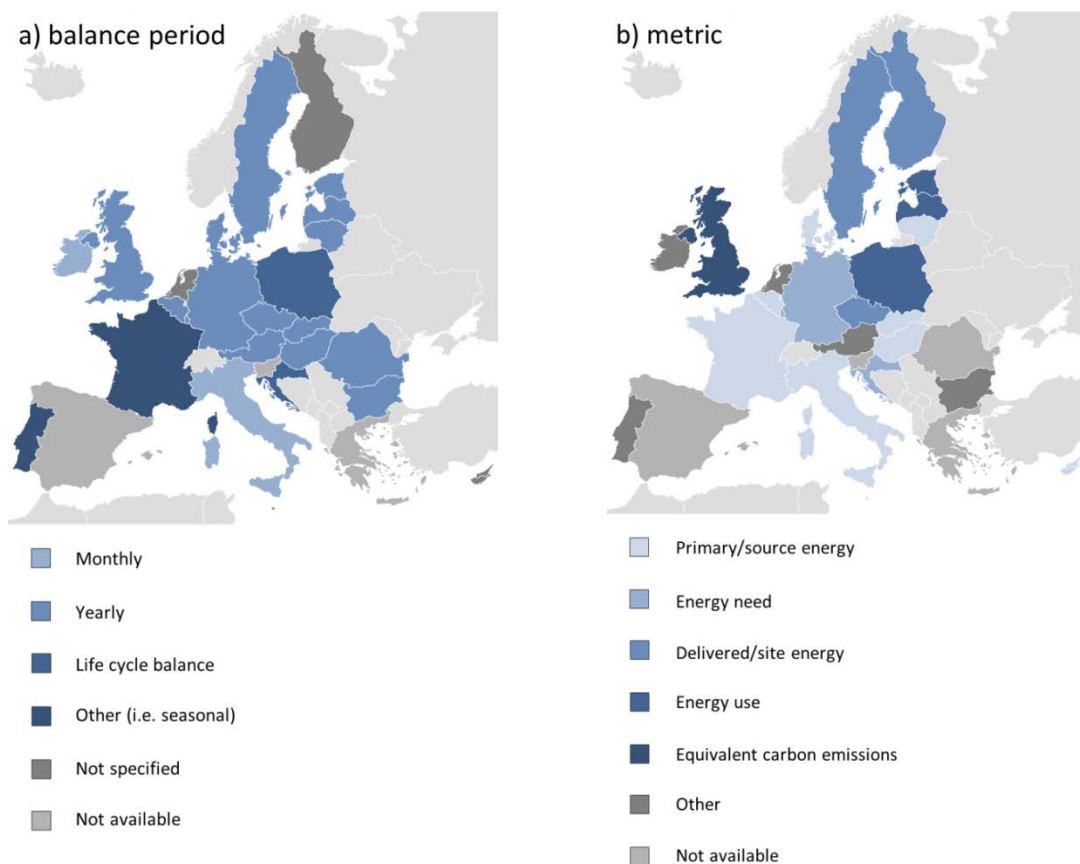 a) balance period
Monthly
Yearly
Life cycle balance
Other (i.e. seasonal)
Not specified
Not available
b) metric
Primary/source energy
Energy need
Delivered/site energy
Energy use
Equivalent carbon emissions
Other
Not available